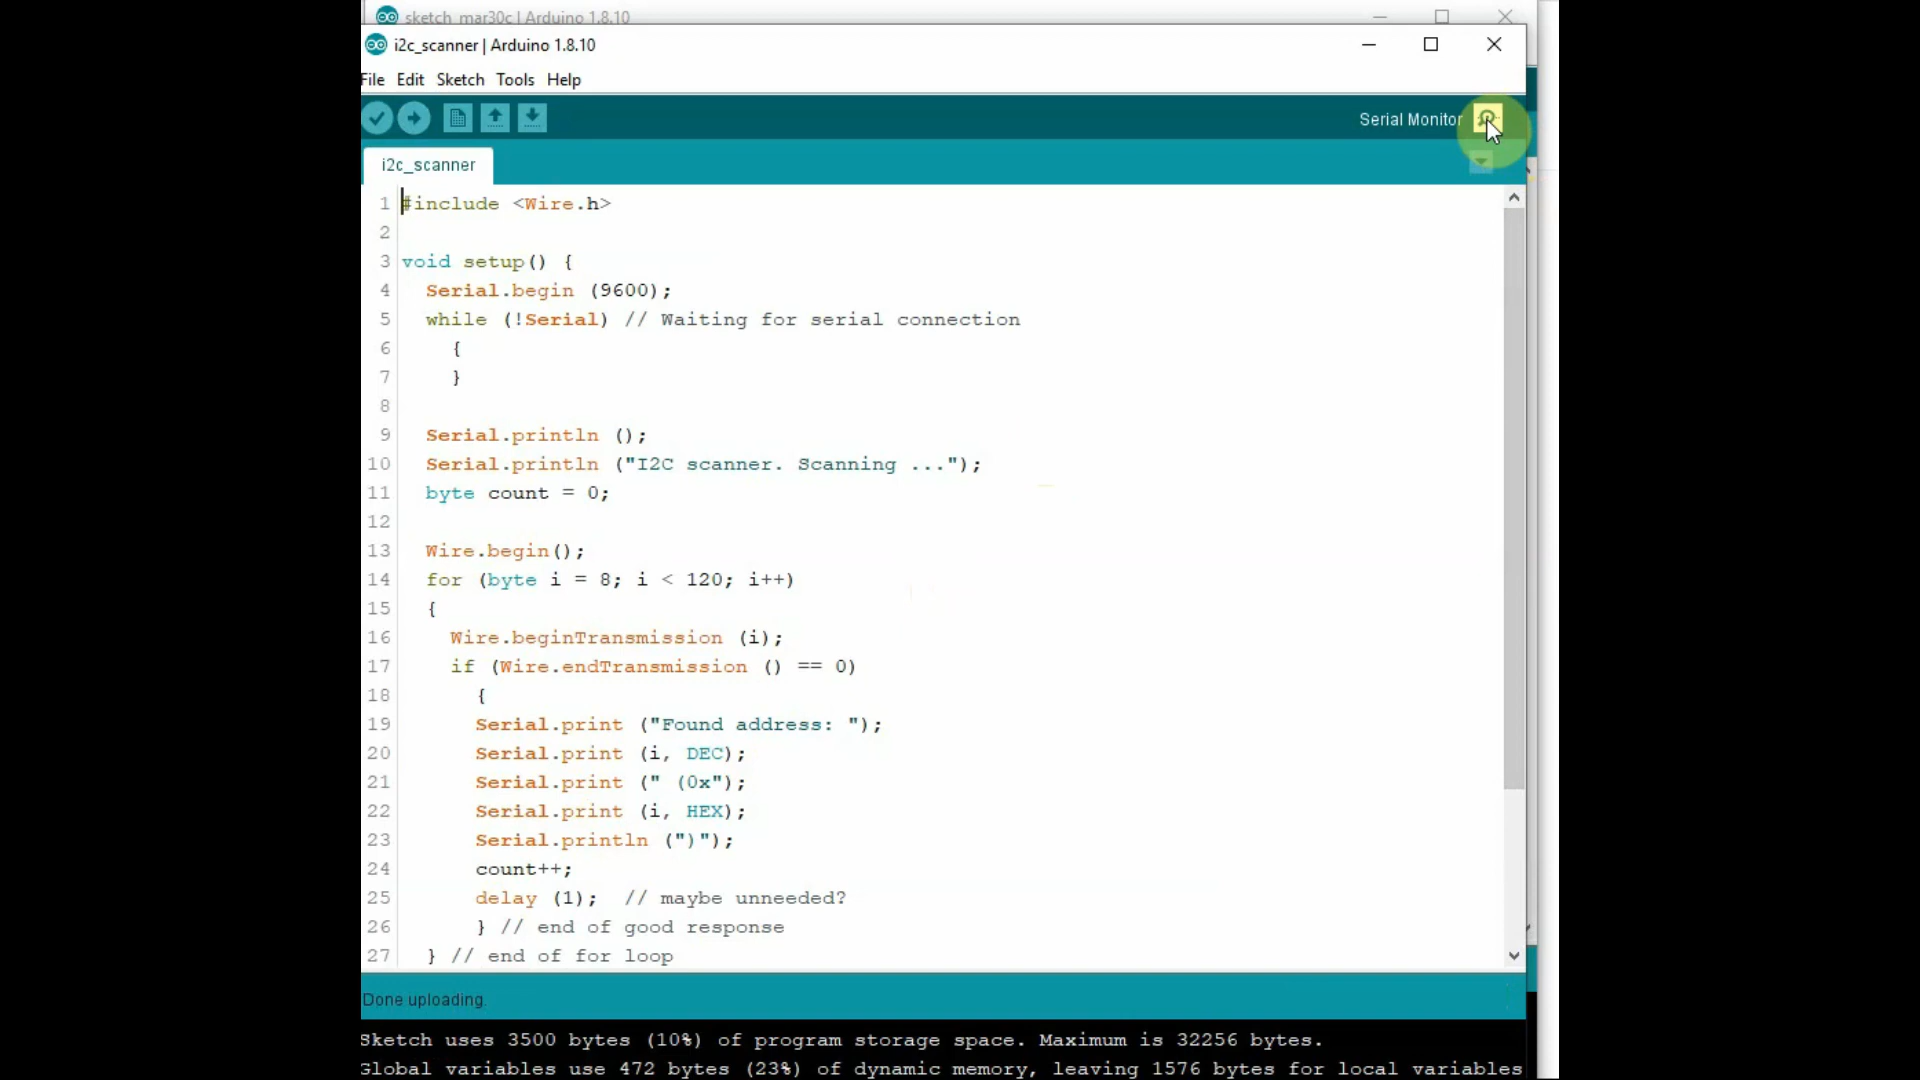 sketch_mar30c | Arduino 1.8.10
i2c_scanner | Arduino 1.8.10
File Edit Sketch Tools Help
Serial Monitor
i2c_scanner
1 #include <Wire.h>
2
3 void setup() {
4 Serial.begin (9600);
5 while (!Serial) // Waiting for serial connection
6 {
7 }
8
9 Serial.println ();
10 Serial.println ("I2C scanner. Scanning ...");
11 byte count = 0;
12
13 Wire.begin();
14 for (byte i = 8; i < 120; i++)
15 {
16 Wire.beginTransmission (i);
17 if (Wire.endTransmission () == 0)
18 {
19 Serial.print ("Found address: ");
20 Serial.print (i, DEC);
21 Serial.print (" (0x");
22 Serial.print (i, HEX);
23 Serial.println (")");
24 count++;
25 delay (1); // maybe unneeded?
26 } // end of good response
27 } // end of for loop
Done uploading.
Sketch uses 3500 bytes (10%) of program storage space. Maximum is 32256 bytes.
Global variables use 472 bytes (23%) of dynamic memory, leaving 1576 bytes for local variables